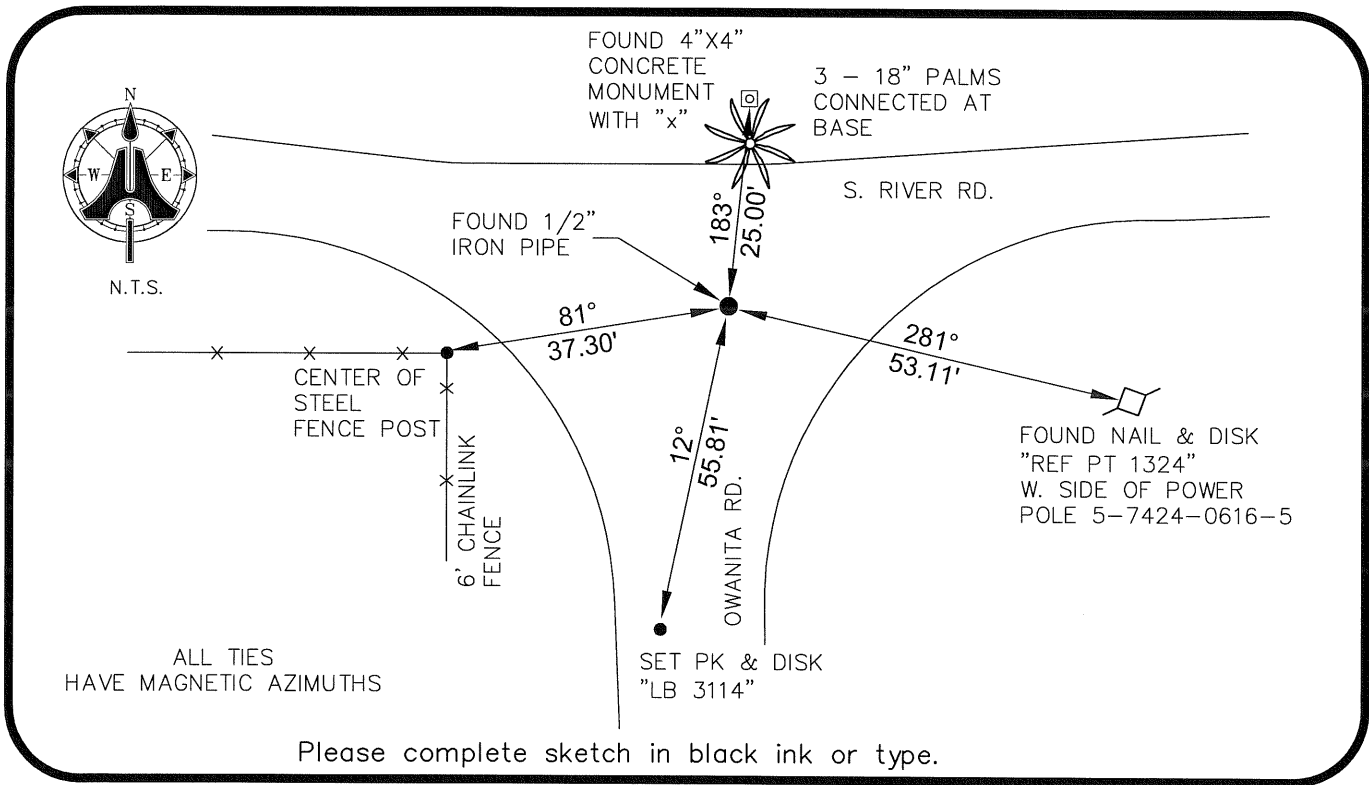 FOUND 4"X4"
CONCRETE
MONUMENT
WITH "x"
3 - 18" PALMS
CONNECTED AT
BASE
N
W
E
S
N.T.S.
S. RIVER RD.
183°
25.00'
FOUND 1/2"
IRON PIPE
81°
37.30'
281°
53.11'
CENTER OF
STEEL
FENCE POST
6' CHAINLINK
FENCE
12°
55.81'
OWANITA RD.
FOUND NAIL & DISK
"REF PT 1324"
W. SIDE OF POWER
POLE 5-7424-0616-5
SET PK & DISK
"LB 3114"
ALL TIES
HAVE MAGNETIC AZIMUTHS
Please complete sketch in black ink or type.